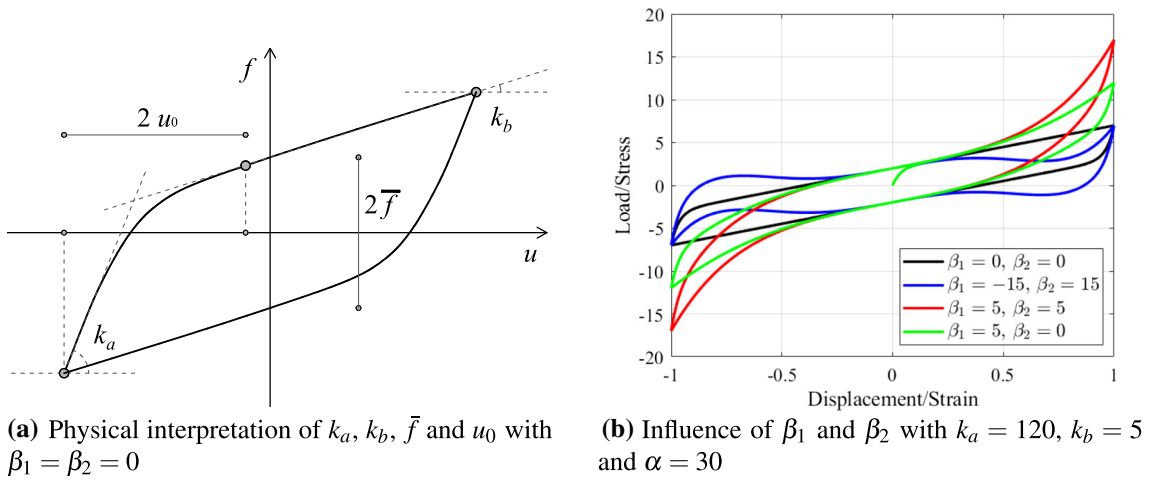 f
2 u₀
k_b
2f̅
u
k_a
(a) Physical interpretation of k_a, k_b, f̄ and u₀ with
β₁ = β₂ = 0
20
15
10
5
0
-5
-10
-15
-20
Load/Stress
β₁ = 0, β₂ = 0
β₁ = −15, β₂ = 15
β₁ = 5, β₂ = 5
β₁ = 5, β₂ = 0
-1
-0.5
0
0.5
1
Displacement/Strain
(b) Influence of β₁ and β₂ with k_a = 120, k_b = 5
and α = 30